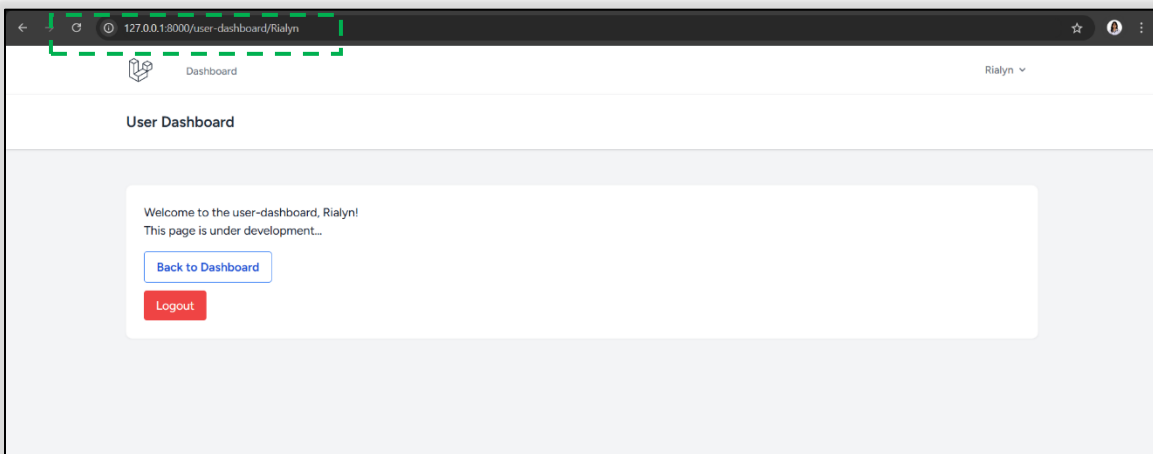 127.0.0.1:8000/user-dashboard/Rialyn
Dashboard
Rialyn
User Dashboard
Welcome to the user-dashboard, Rialyn!
This page is under development...
Back to Dashboard
Logout